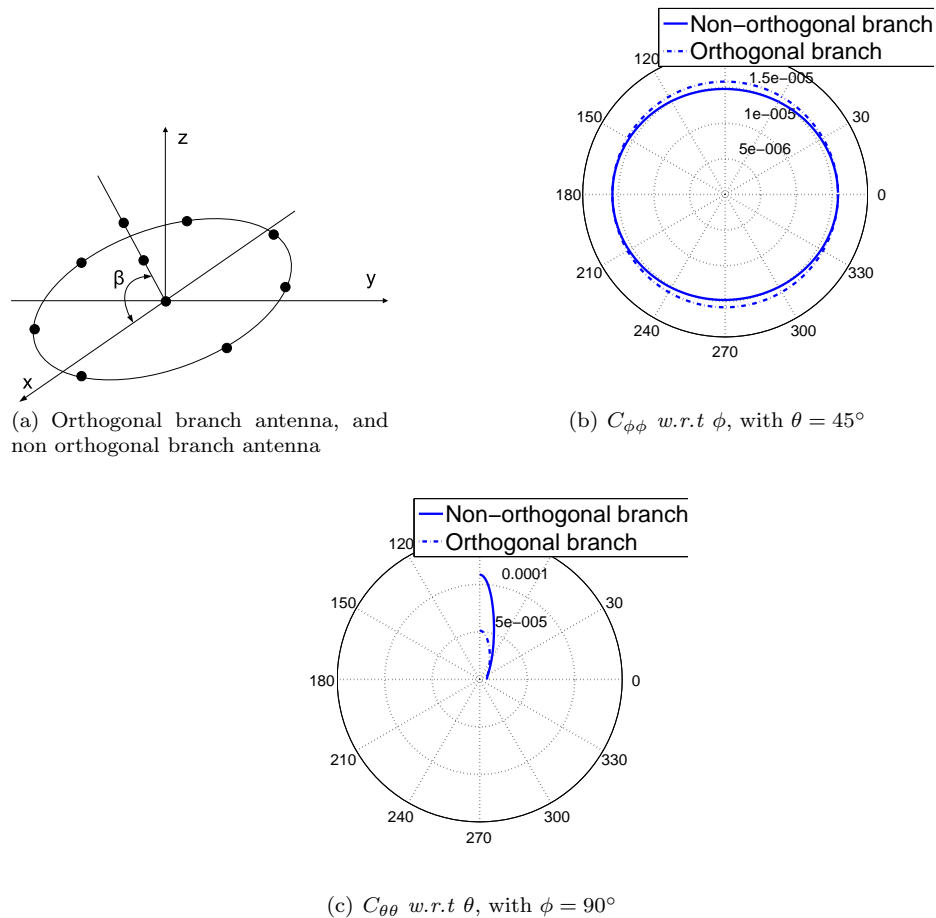 z
β
y
x
(a) Orthogonal branch antenna, and
non orthogonal branch antenna
Non−orthogonal branch
Orthogonal branch
120
1.5e−005
150
1e−005
30
5e−006
180
0
210
330
240
300
270
(b) Cϕϕ w.r.t ϕ, with θ = 45°
Non−orthogonal branch
Orthogonal branch
120
0.0001
150
30
5e−005
180
0
210
330
240
300
270
(c) Cθθ w.r.t θ, with ϕ = 90°